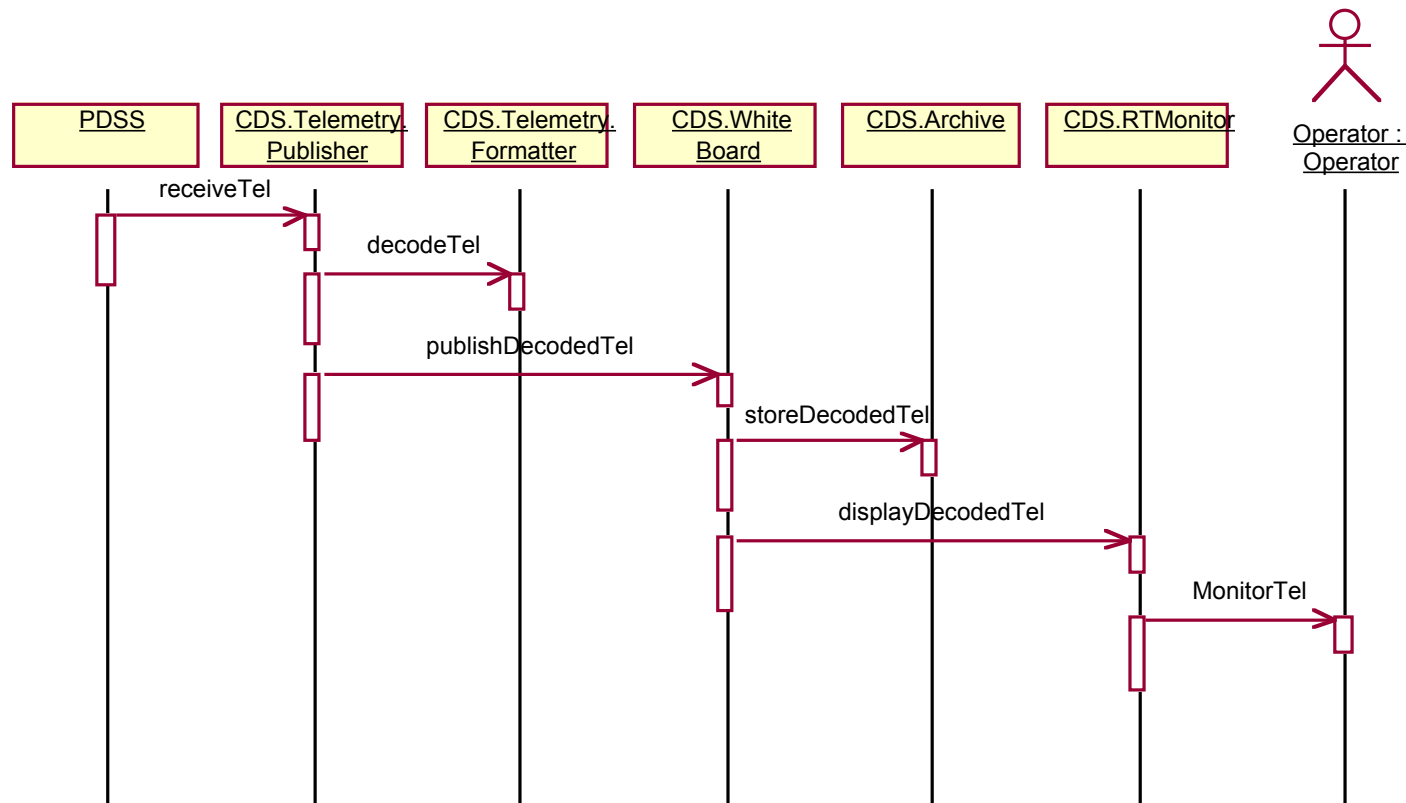 PDSS
CDS.Telemetry.
Publisher
CDS.Telemetry.
Formatter
CDS.White
Board
CDS.Archive
CDS.RTMonitor
Operator :
Operator
receiveTel
decodeTel
publishDecodedTel
storeDecodedTel
displayDecodedTel
MonitorTel